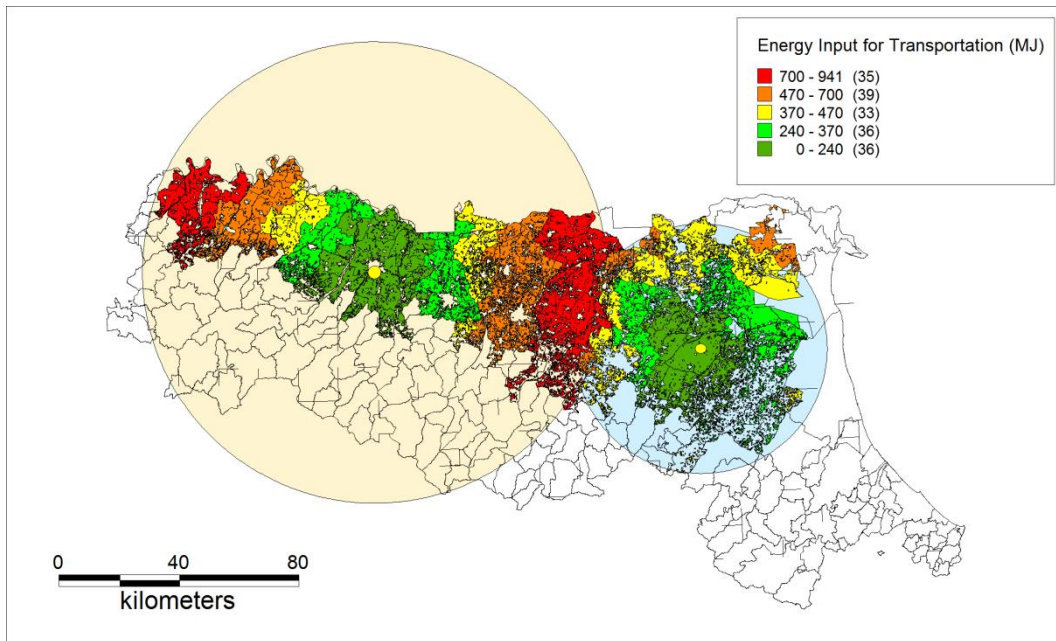 Energy Input for Transportation (MJ)
700 - 941 (35)
470 - 700 (39)
370 - 470 (33)
240 - 370 (36)
0 - 240 (36)
0 40 80
kilometers